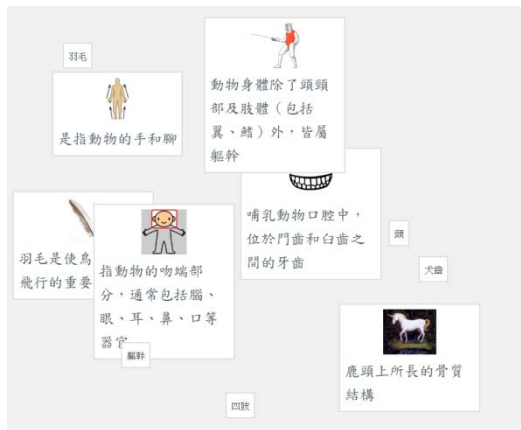 羽毛
是指動物的手和腳
動物身體除了頭頸
部及肢體（包括
翼、鰭）外，皆屬
軀幹
哺乳動物口腔中，
位於門齒和臼齒之
間的牙齒
羽毛是使鳥
飛行的重要
指動物的吻端部
分，通常包括腦、
眼、耳、鼻、口等
器官
頭
犬齒
軀幹
四肢
鹿頭上所長的骨質
結構